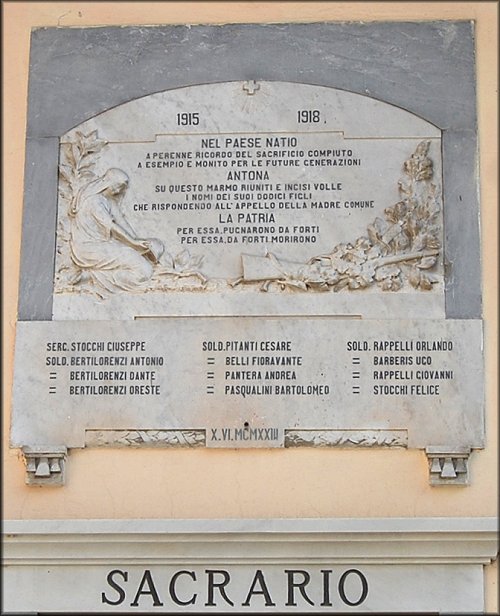 1915 1918.
NEL PAESE NATIO
A PERENNE RICORDO DEL SACRIFICIO COMPIUTO
A ESEMPIO E MONITO PER LE FUTURE GENERAZIONI
ANTONA
SU QUESTO MARMO RIUNITI E INCISI VOLLE
I NOMI DEI SUOI DODICI FIGLI
CHE RISPONDENDO ALL'APPELLO DELLA MADRE COMUNE
LA PATRIA
PER ESSA, PUGNARONO DA FORTI
PER ESSA, DA FORTI MORIRONO
SERG. STOCCHI GIUSEPPE
SOLD. BERTILORENZI ANTONIO
= BERTILORENZI DANTE
= BERTILORENZI ORESTE
SOLD. PITANTI CESARE
= BELLI FIORAVANTE
= PANTERA ANDREA
= PASQUALINI BARTOLOMEO
SOLD. RAPPELLI ORLANDO
= BARBERIS UGO
= RAPPELLI GIOVANNI
= STOCCHI FELICE
X.VI.MCMXXIII
SACRARIO